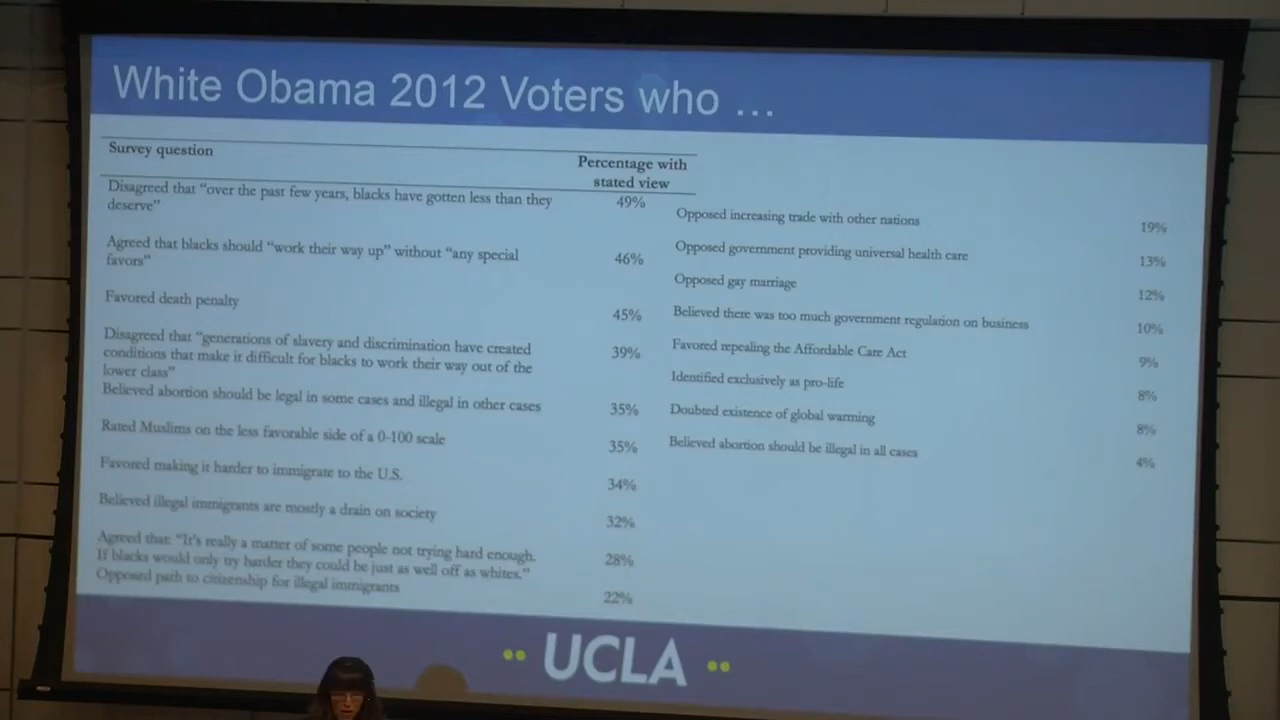 White Obama 2012 Voters who ...
Survey question
Percentage with
stated view
Disagreed that “over the past few years, blacks have gotten less than they
deserve”
49%
Agreed that blacks should “work their way up” without “any special
favors”
46%
Favored death penalty
45%
Disagreed that “generations of slavery and discrimination have created
conditions that make it difficult for blacks to work their way out of the
lower class”
39%
Believed abortion should be legal in some cases and illegal in other cases
35%
Rated Muslims on the less favorable side of a 0-100 scale
35%
Favored making it harder to immigrate to the U.S.
34%
Believed illegal immigrants are mostly a drain on society
32%
Agreed that: “It’s really a matter of some people not trying hard enough.
If blacks would only try harder they could be just as well off as whites.”
28%
Opposed path to citizenship for illegal immigrants
22%
Opposed increasing trade with other nations
19%
Opposed government providing universal health care
13%
Opposed gay marriage
12%
Believed there was too much government regulation on business
10%
Favored repealing the Affordable Care Act
9%
Identified exclusively as pro-life
8%
Doubted existence of global warming
8%
Believed abortion should be illegal in all cases
4%
UCLA